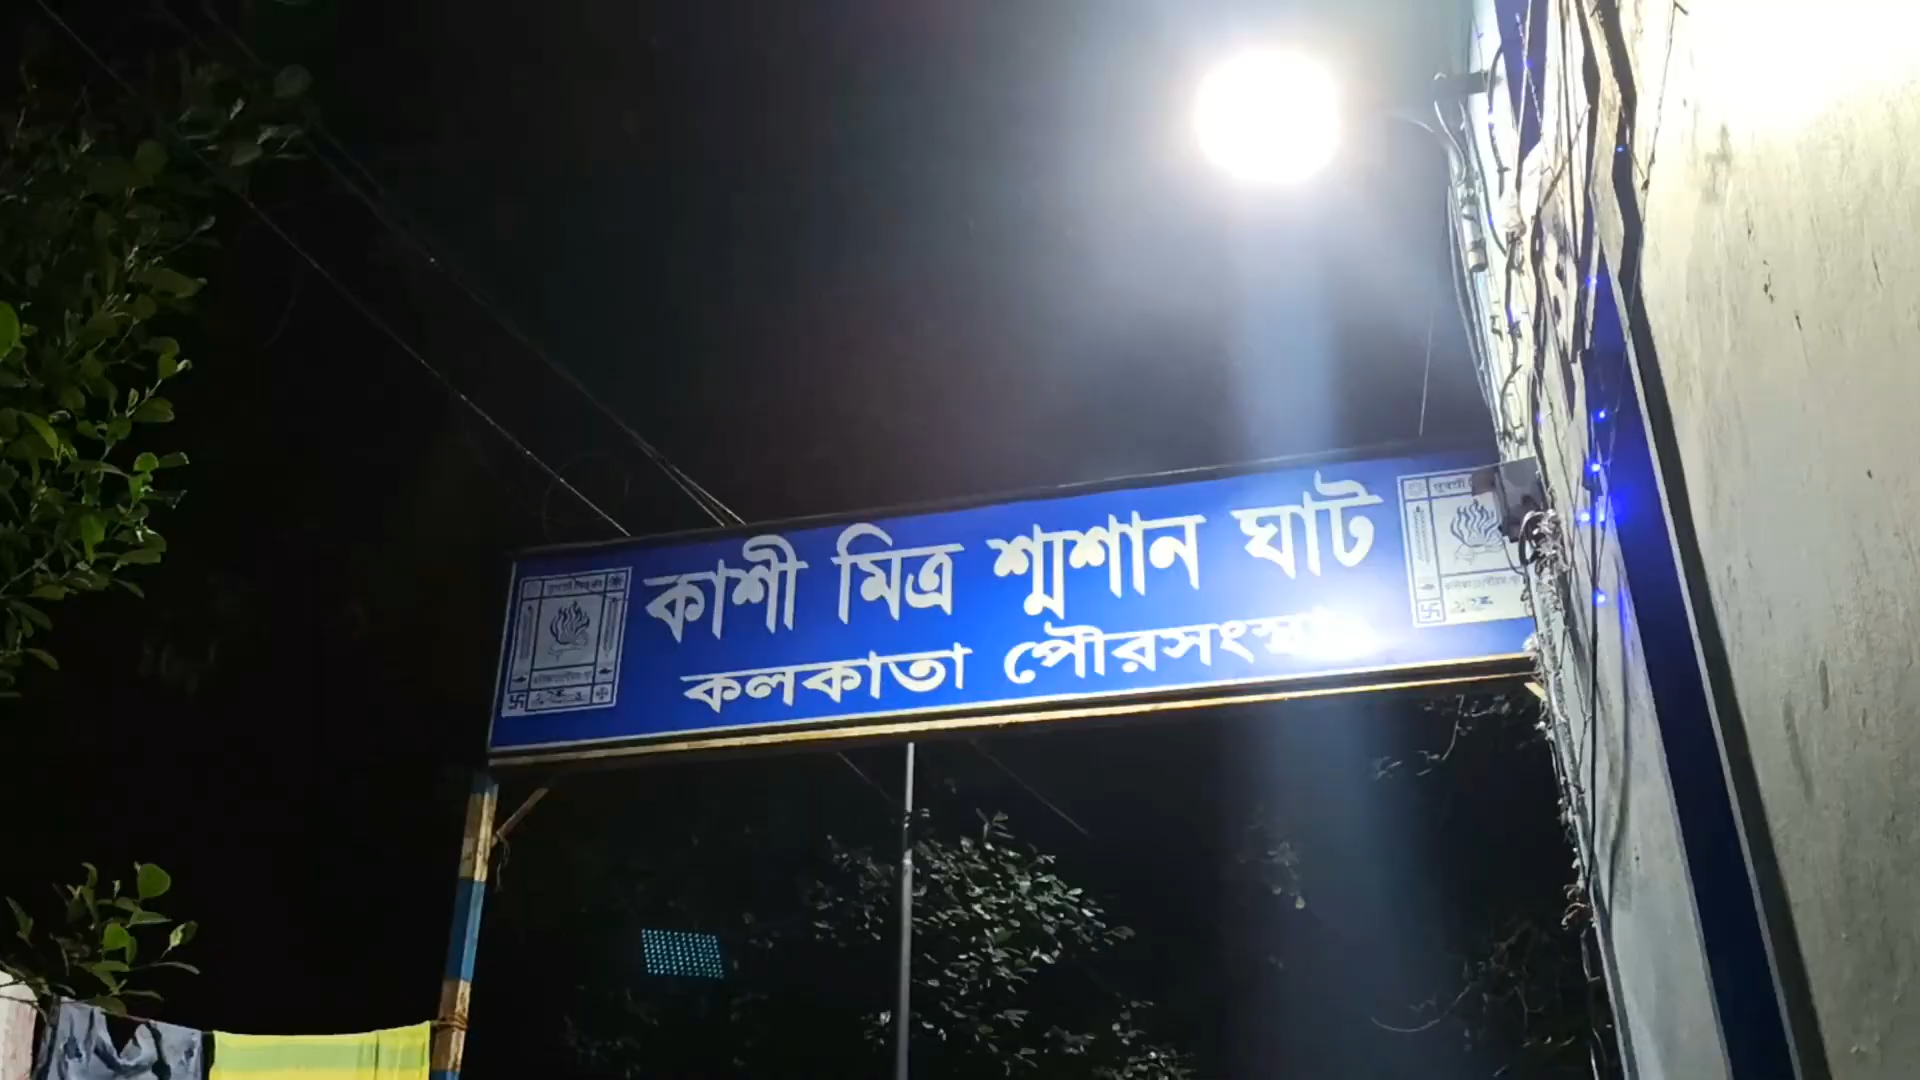 কাশী মিত্র শ্মশান ঘাট
কলকাতা পৌরসংস্থা